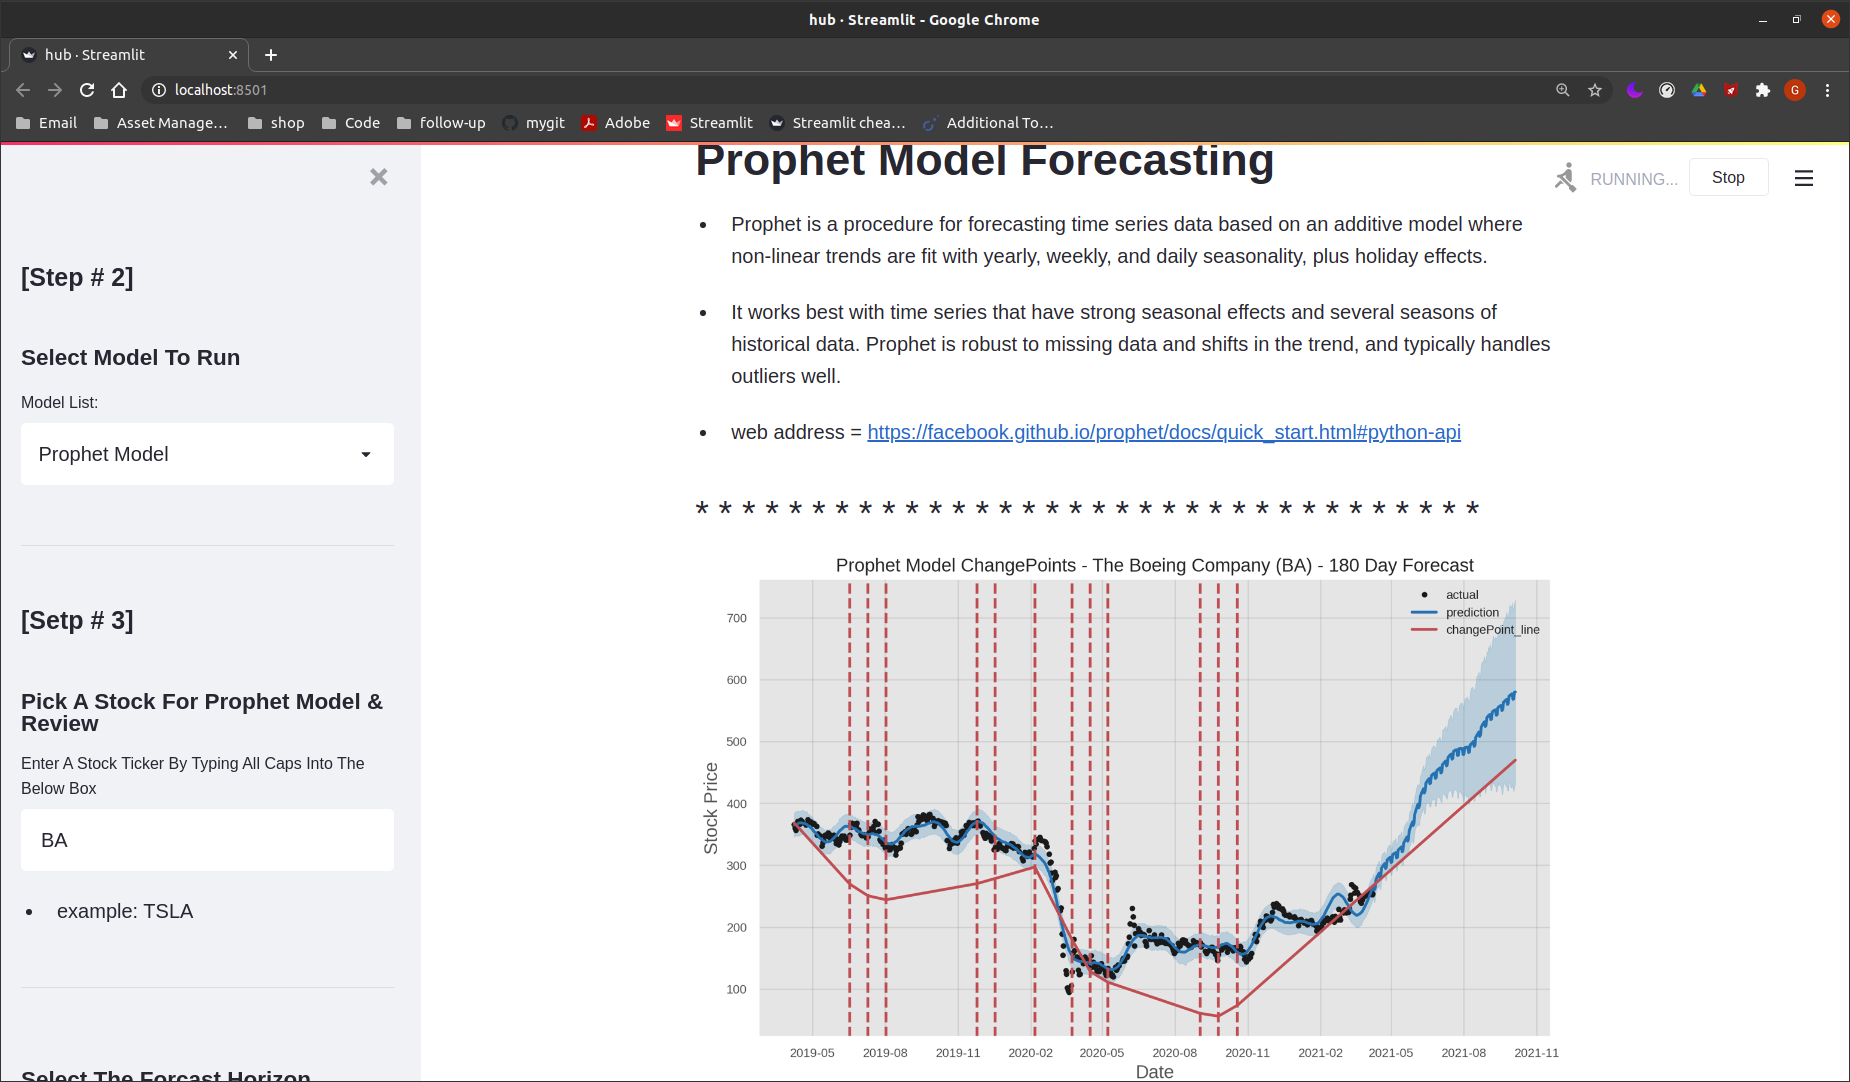 hub · Streamlit - Google Chrome
hub · Streamlit
localhost:8501
G
Email
Asset Manage...
shop
Code
follow-up
mygit
Adobe
Streamlit
Streamlit chea...
Additional To...
[Step # 2]
Select Model To Run
Model List:
Prophet Model
[Setp # 3]
Pick A Stock For Prophet Model &
Review
Enter A Stock Ticker By Typing All Caps Into The
Below Box
BA
example: TSLA
Select The Forcast Horizon
RUNNING...
Stop
Prophet Model Forecasting
Prophet is a procedure for forecasting time series data based on an additive model where
non-linear trends are fit with yearly, weekly, and daily seasonality, plus holiday effects.
It works best with time series that have strong seasonal effects and several seasons of
historical data. Prophet is robust to missing data and shifts in the trend, and typically handles
outliers well.
web address = https://facebook.github.io/prophet/docs/quick_start.html#python-api
* * * * * * * * * * * * * * * * * * * * * * * * * * * * * * * * * *
Prophet Model ChangePoints - The Boeing Company (BA) - 180 Day Forecast
actual
prediction
changePoint_line
Stock Price
700
600
500
400
300
200
100
2019-05
2019-08
2019-11
2020-02
2020-05
2020-08
2020-11
2021-02
2021-05
2021-08
2021-11
Date